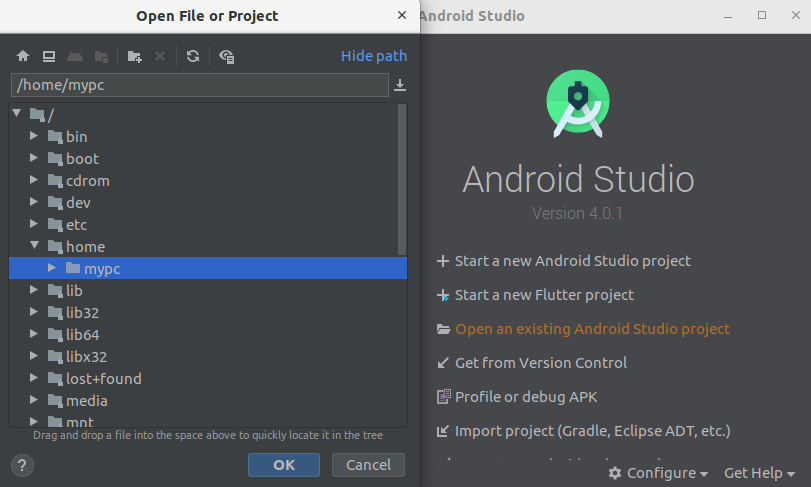 Open File or Project
Hide path
/home/mypc
/
bin
boot
cdrom
dev
etc
home
mypc
lib
lib32
lib64
libx32
lost+found
media
mnt
Drag and drop a file into the space above to quickly locate it in the tree
?
OK
Cancel
Android Studio
Android Studio
Version 4.0.1
Start a new Android Studio project
Start a new Flutter project
Open an existing Android Studio project
Get from Version Control
Profile or debug APK
Import project (Gradle, Eclipse ADT, etc.)
Configure
Get Help